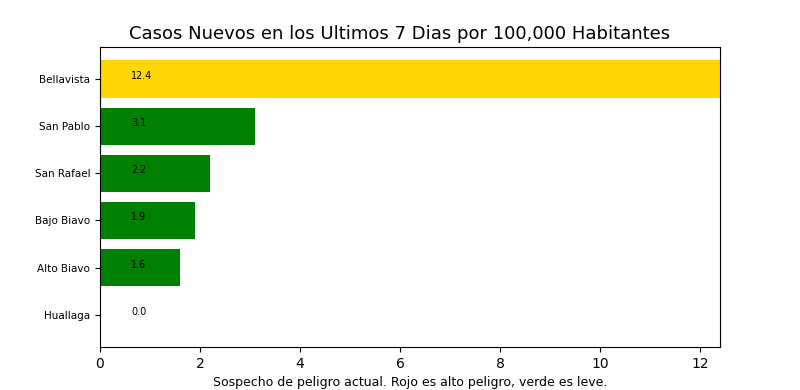 Casos Nuevos en los Ultimos 7 Dias por 100,000 Habitantes
Bellavista 12.4
San Pablo 3.1
San Rafael 2.2
Bajo Biavo 1.9
Alto Biavo 1.6
Huallaga 0.0
0 2 4 6 8 10 12
Sospecho de peligro actual. Rojo es alto peligro, verde es leve.